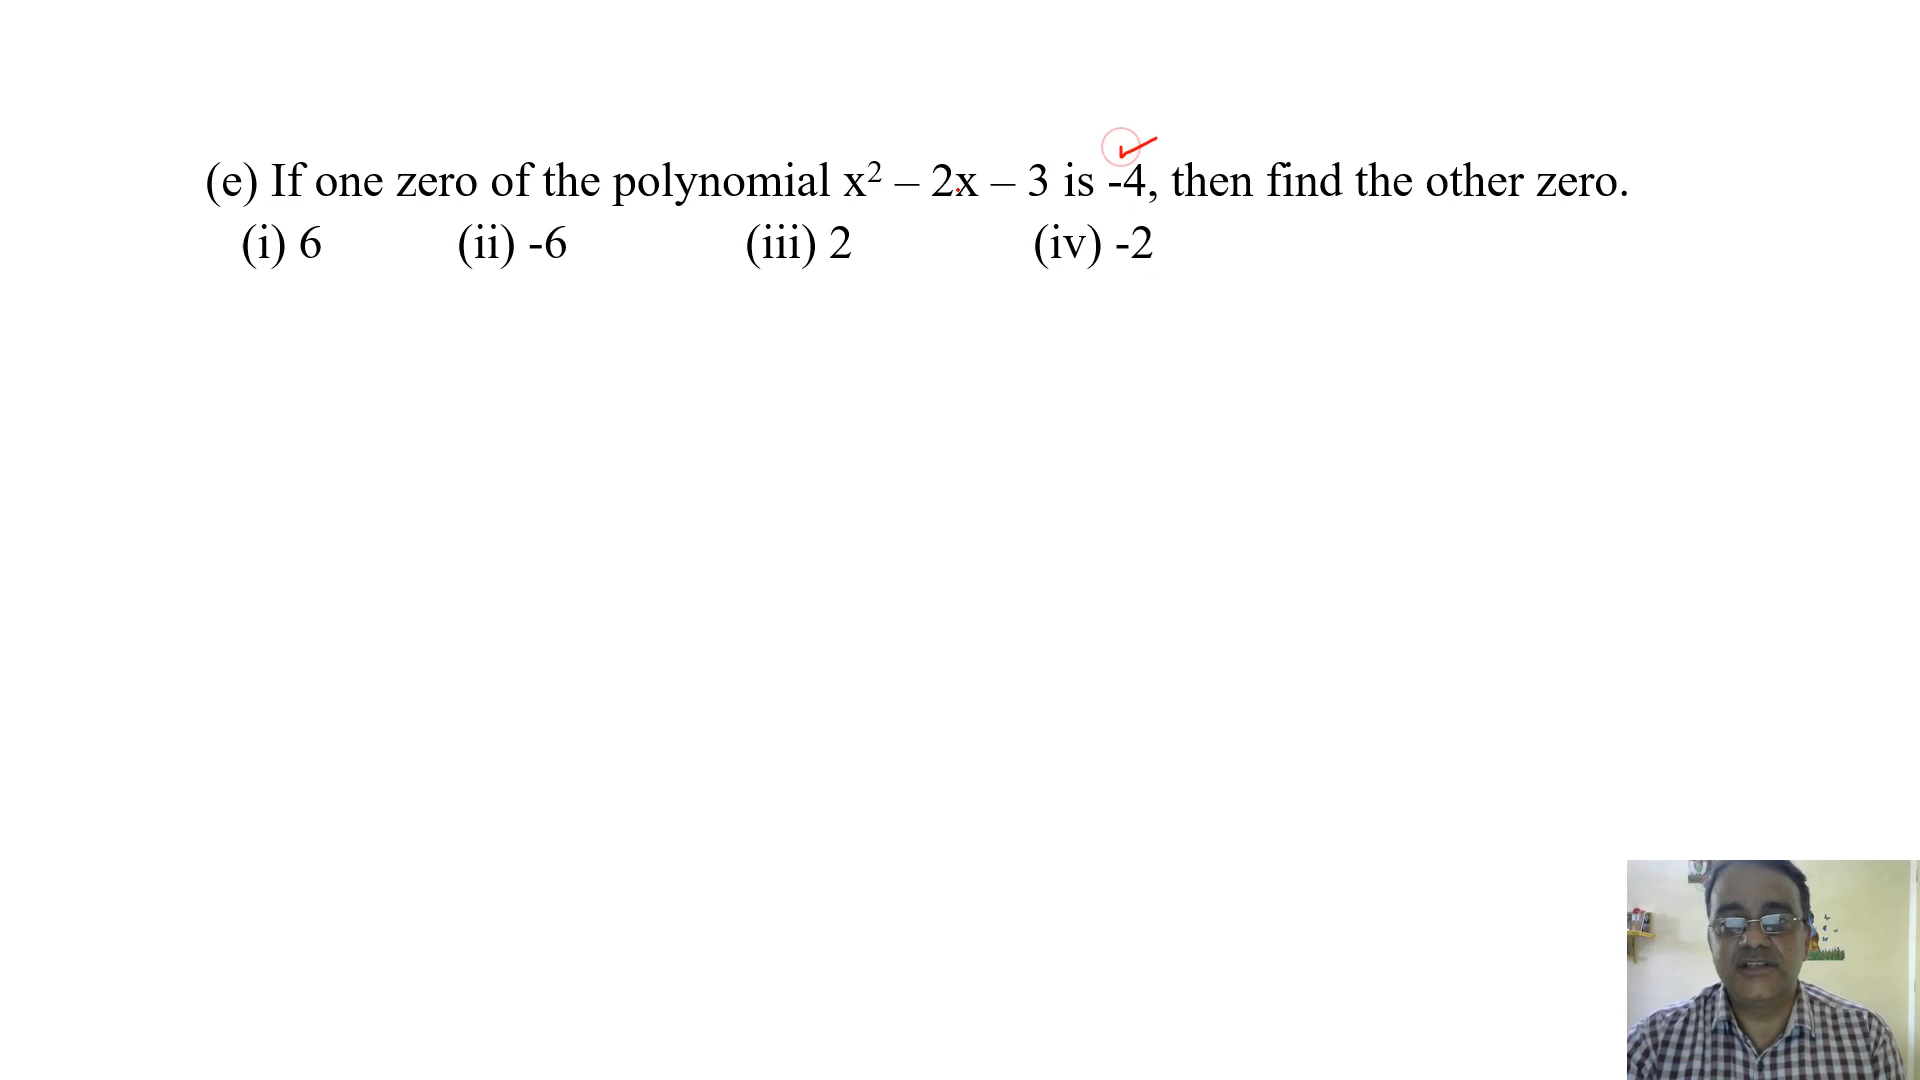 (e) If one zero of the polynomial x² – 2x – 3 is -4, then find the other zero.
(i) 6 (ii) -6 (iii) 2 (iv) -2